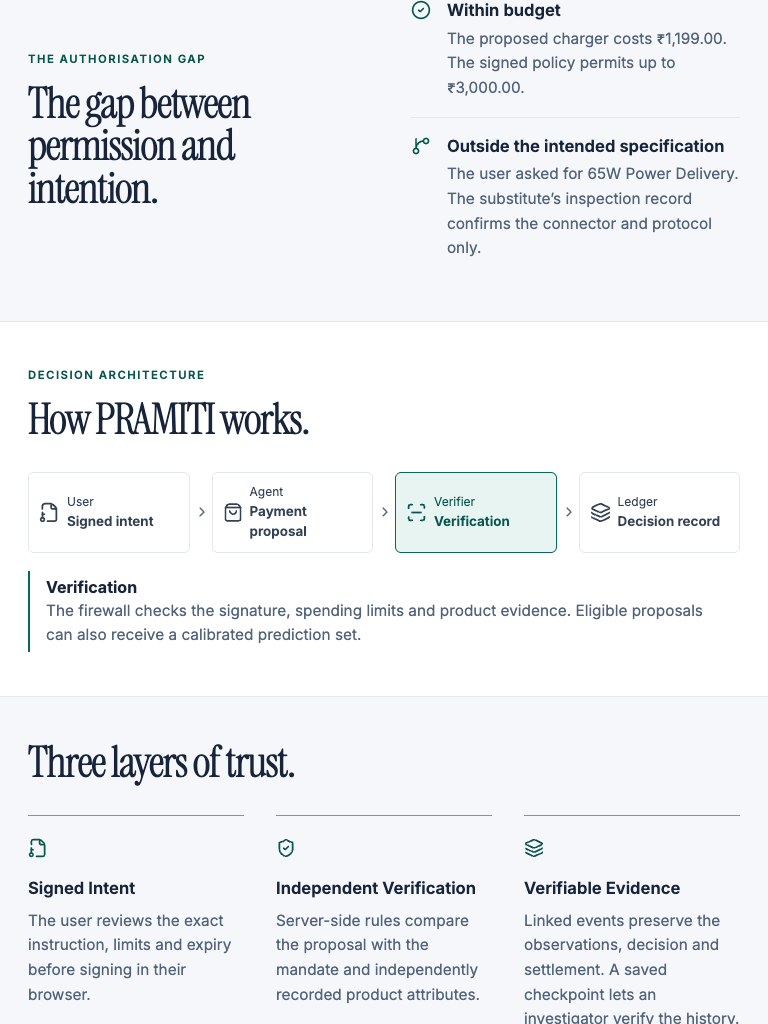 THE AUTHORISATION GAP
The gap between
permission and
intention.
Within budget
The proposed charger costs ₹1,199.00.
The signed policy permits up to
₹3,000.00.
Outside the intended specification
The user asked for 65W Power Delivery.
The substitute’s inspection record
confirms the connector and protocol
only.
DECISION ARCHITECTURE
How PRAMITI works.
User
Signed intent
Agent
Payment
proposal
Verifier
Verification
Ledger
Decision record
Verification
The firewall checks the signature, spending limits and product evidence. Eligible proposals
can also receive a calibrated prediction set.
Three layers of trust.
Signed Intent
The user reviews the exact
instruction, limits and expiry
before signing in their
browser.
Independent Verification
Server-side rules compare
the proposal with the
mandate and independently
recorded product attributes.
Verifiable Evidence
Linked events preserve the
observations, decision and
settlement. A saved
checkpoint lets an
investigator verify the history.